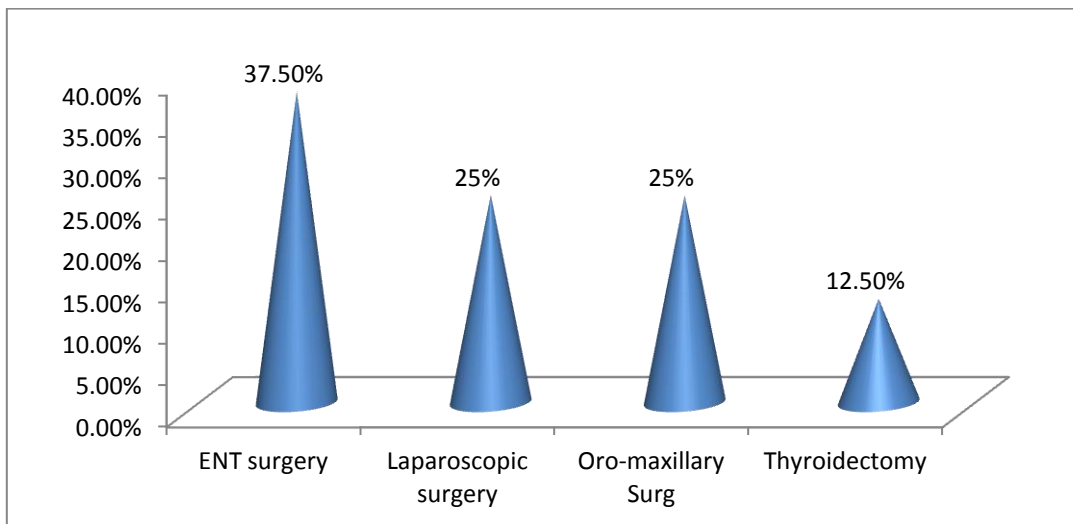 37.50%
40.00%
35.00%
30.00%
25.00%
20.00%
15.00%
10.00%
5.00%
0.00%
25%
25%
12.50%
ENT surgery
Laparoscopic
surgery
Oro-maxillary
Surg
Thyroidectomy